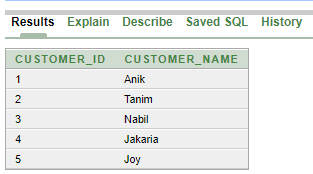 Results Explain Describe Saved SQL History
CUSTOMER_ID CUSTOMER_NAME
1 Anik
2 Tanim
3 Nabil
4 Jakaria
5 Joy